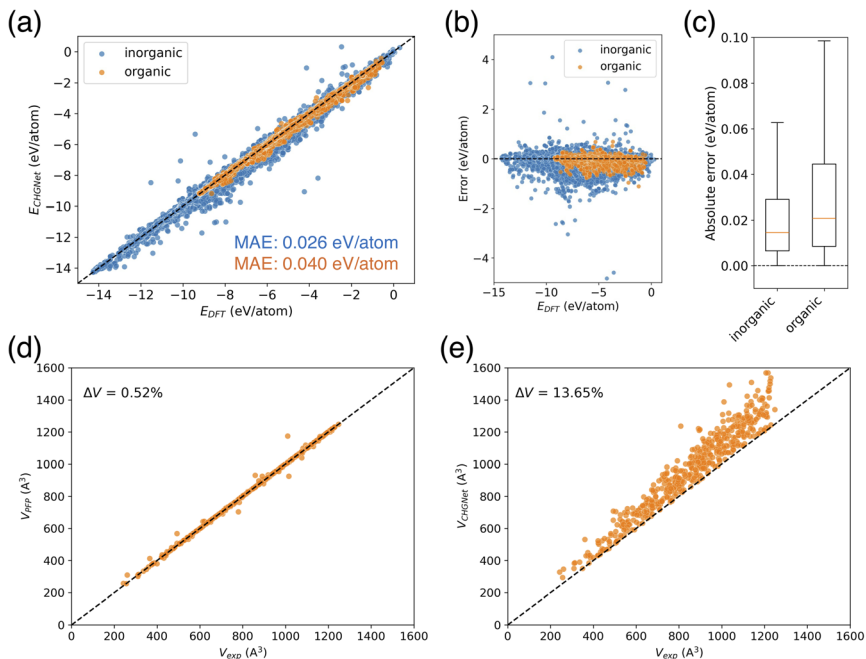 (a)
inorganic
organic
E_CHGNet (eV/atom)
0
−2
−4
−6
−8
−10
−12
−14
MAE: 0.026 eV/atom
MAE: 0.040 eV/atom
−14 −12 −10 −8 −6 −4 −2 0
E_DFT (eV/atom)
(b)
inorganic
organic
Error (eV/atom)
4
2
0
−2
−4
−15 −10 −5 0
E_DFT (eV/atom)
(c)
Absolute error (eV/atom)
0.10
0.08
0.06
0.04
0.02
0.00
inorganic
organic
(d)
ΔV = 0.52%
V_PFP (A³)
1600
1400
1200
1000
800
600
400
200
0
0 200 400 600 800 1000 1200 1400 1600
V_exp (A³)
(e)
ΔV = 13.65%
V_CHGNet (A³)
1600
1400
1200
1000
800
600
400
200
0
0 200 400 600 800 1000 1200 1400 1600
V_exp (A³)